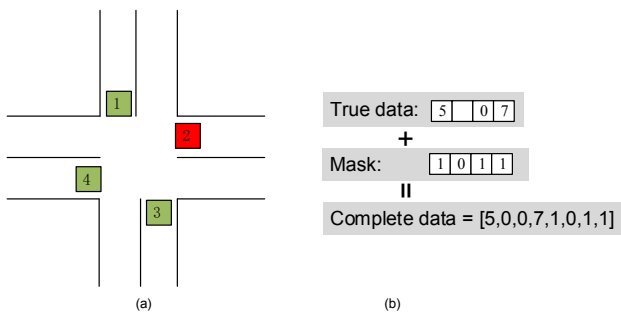 1
2
4
3
(a)
True data: 5 0 7
+
Mask: 1 0 1 1
=
Complete data = [5,0,0,7,1,0,1,1]
(b)